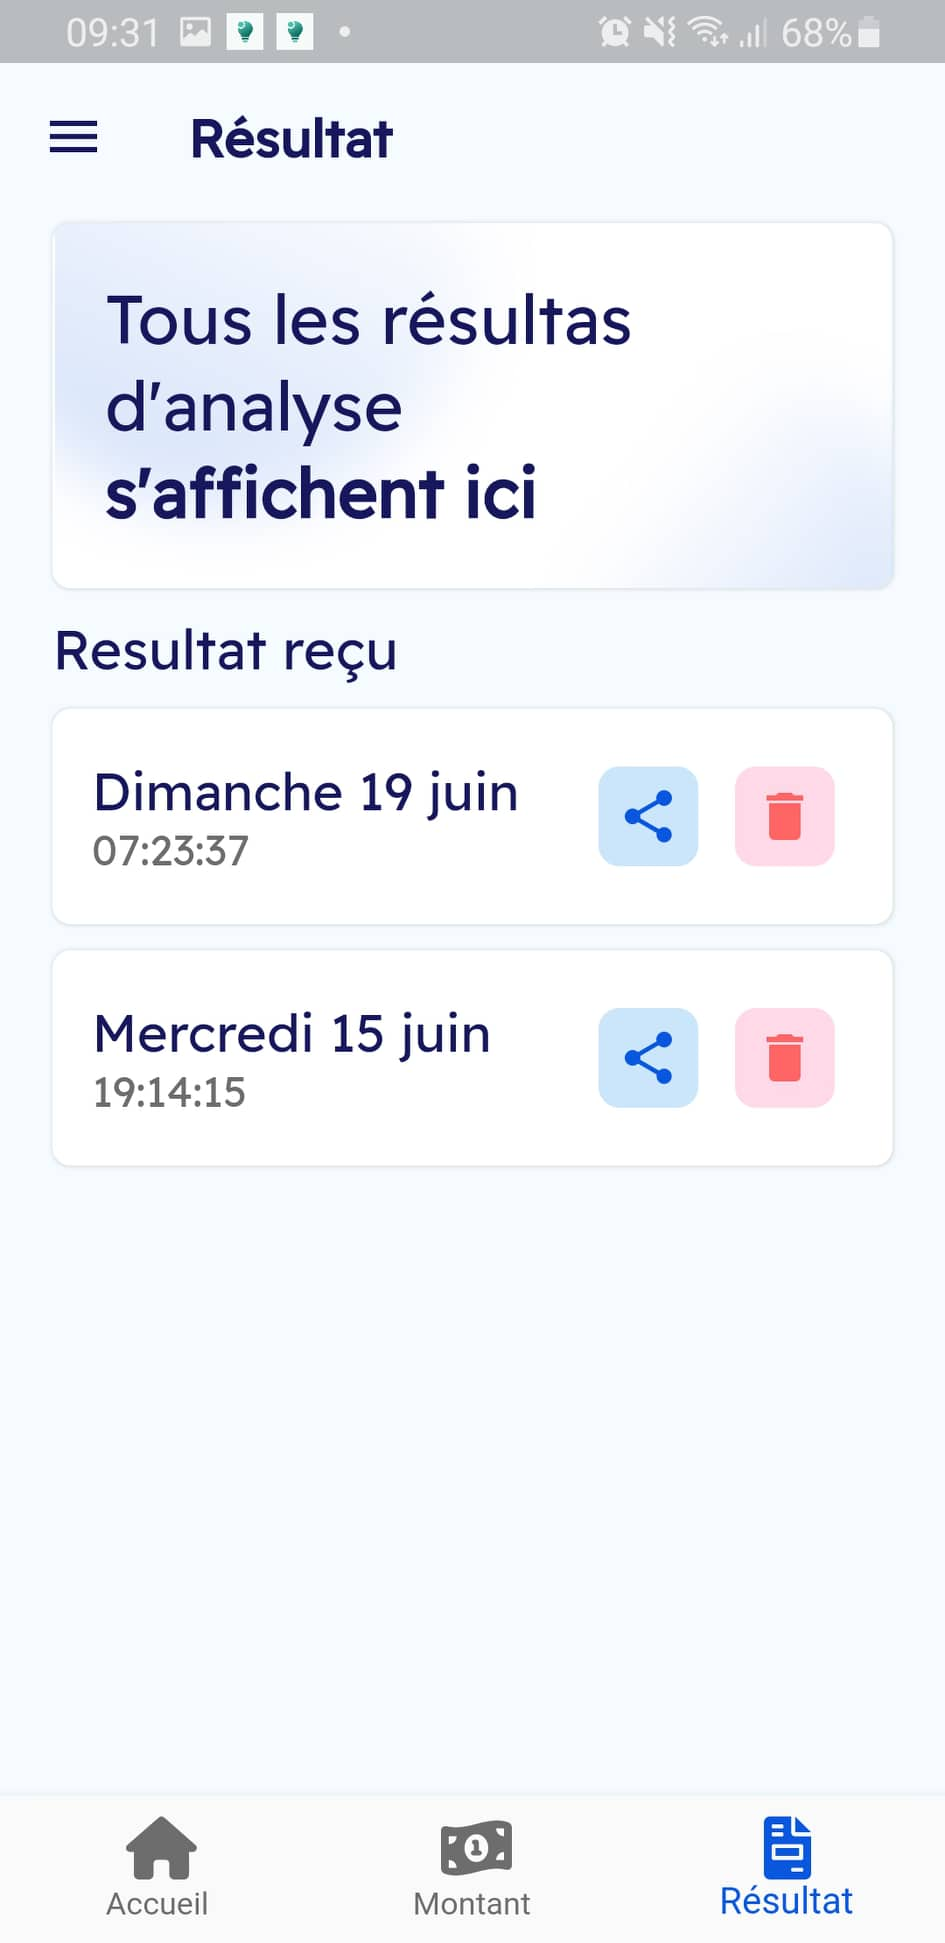 09:31
68%
Résultat
Tous les résultas
d'analyse
s'affichent ici
Resultat reçu
Dimanche 19 juin
07:23:37
Mercredi 15 juin
19:14:15
Accueil
Montant
Résultat